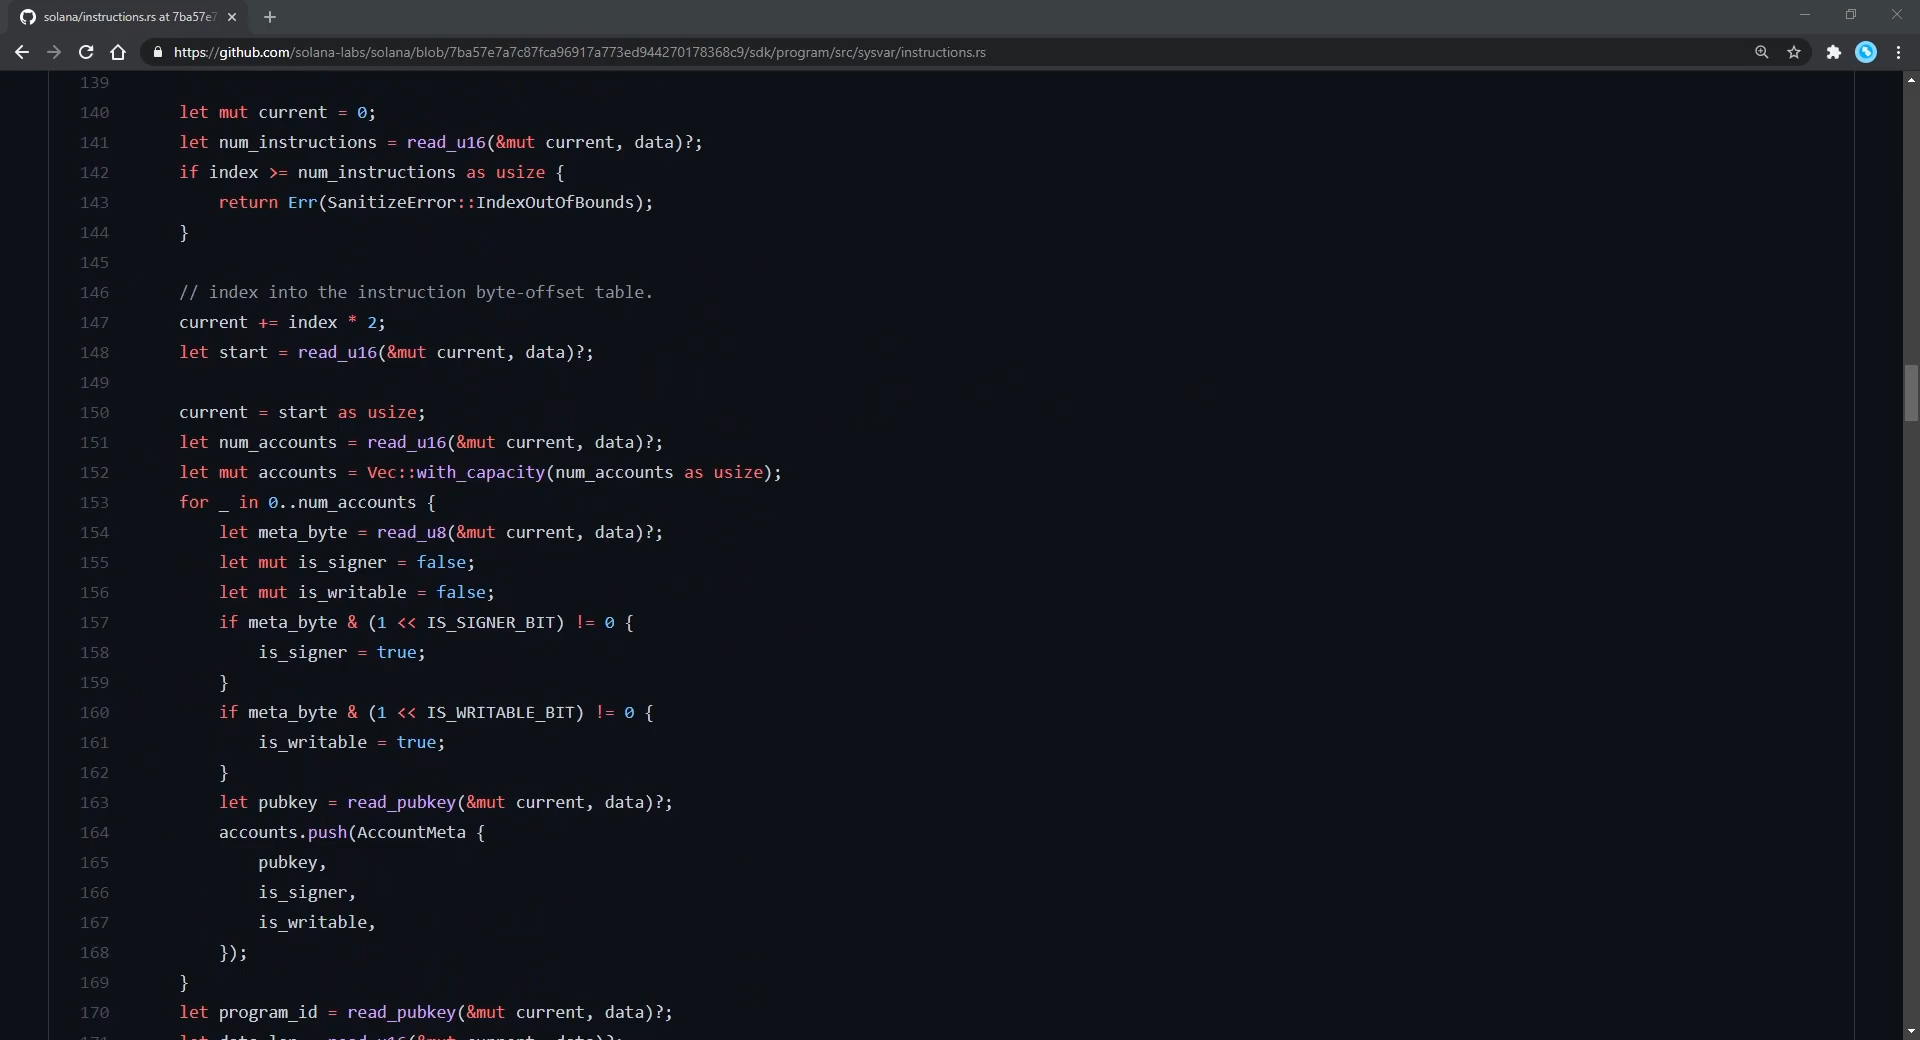 solana/instructions.rs at 7ba57e7
https://github.com/solana-labs/solana/blob/7ba57e7a7c87fca96917a773ed944270178368c9/sdk/program/src/sysvar/instructions.rs
139
140 let mut current = 0;
141 let num_instructions = read_u16(&mut current, data)?;
142 if index >= num_instructions as usize {
143 return Err(SanitizeError::IndexOutOfBounds);
144 }
145
146 // index into the instruction byte-offset table.
147 current += index * 2;
148 let start = read_u16(&mut current, data)?;
149
150 current = start as usize;
151 let num_accounts = read_u16(&mut current, data)?;
152 let mut accounts = Vec::with_capacity(num_accounts as usize);
153 for _ in 0..num_accounts {
154 let meta_byte = read_u8(&mut current, data)?;
155 let mut is_signer = false;
156 let mut is_writable = false;
157 if meta_byte & (1 << IS_SIGNER_BIT) != 0 {
158 is_signer = true;
159 }
160 if meta_byte & (1 << IS_WRITABLE_BIT) != 0 {
161 is_writable = true;
162 }
163 let pubkey = read_pubkey(&mut current, data)?;
164 accounts.push(AccountMeta {
165 pubkey,
166 is_signer,
167 is_writable,
168 });
169 }
170 let program_id = read_pubkey(&mut current, data)?;
171 let data_len = read_u16(&mut current, data)?;